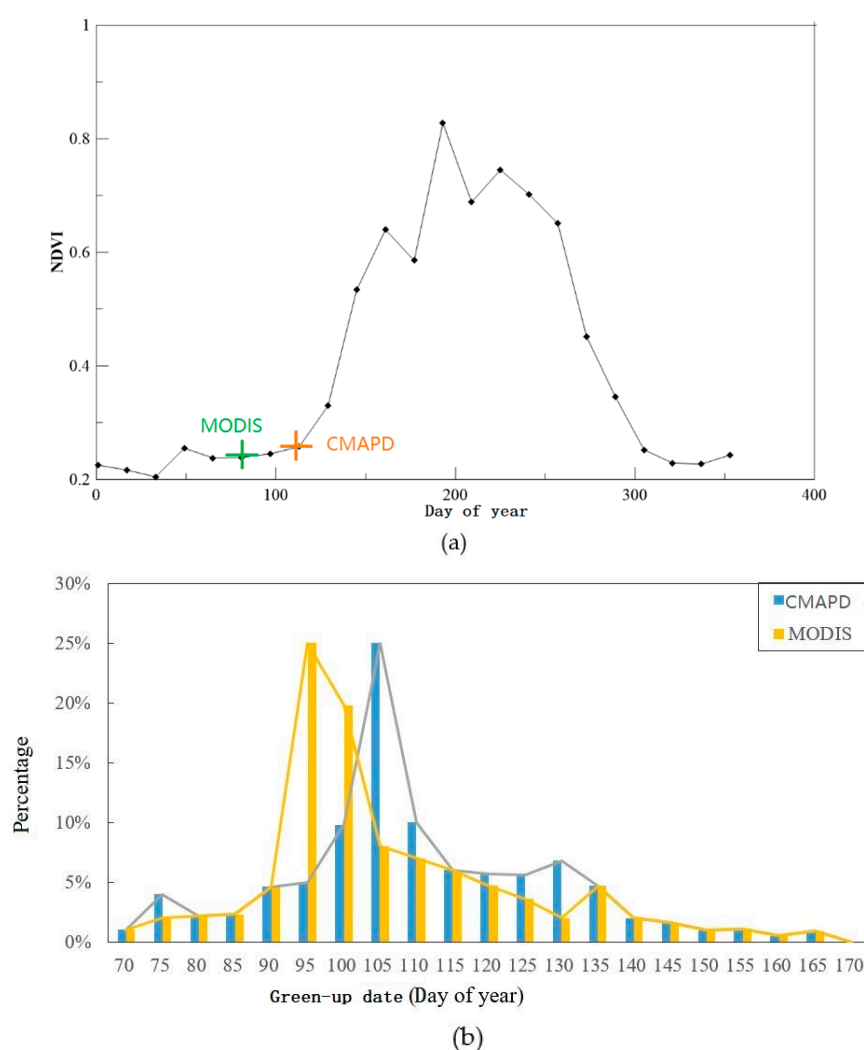 1
0.8
NDVI
0.6
0.4
MODIS
CMAPD
0.2
0
100
200
300
400
Day of year
(a)
30%
CMAPD
MODIS
25%
20%
Percentage
15%
10%
5%
0%
70 75 80 85 90 95 100 105 110 115 120 125 130 135 140 145 150 155 160 165 170
Green-up date (Day of year)
(b)